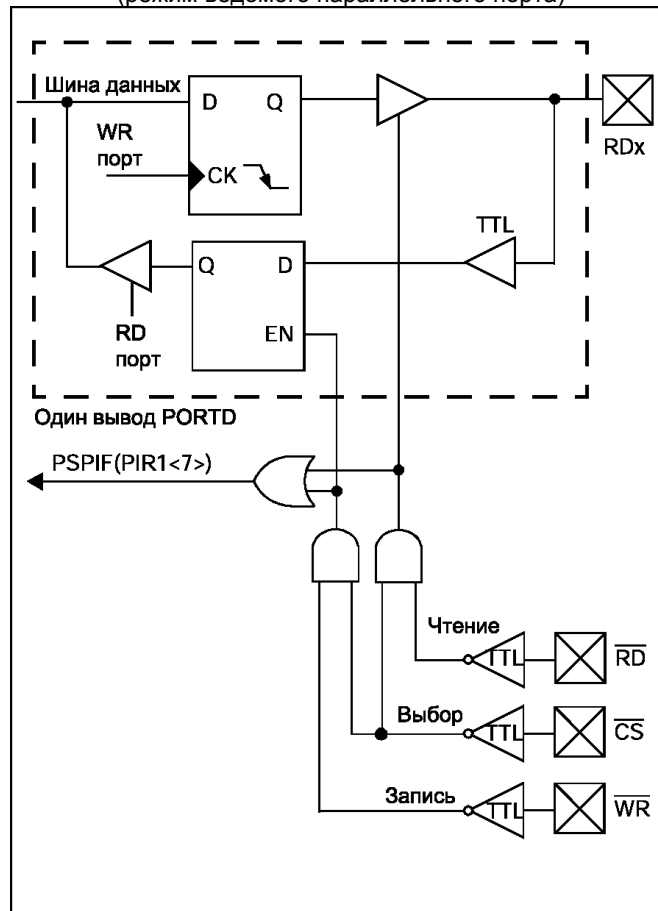 (режим ведомого параллельного порта)
Шина данных
D Q
WR
порт
CK
RDx
TTL
Q D
RD
порт
EN
Один вывод PORTD
PSPIF(PIR1<7>)
Чтение
TTL
RD
Выбор
TTL
CS
Запись
TTL
WR